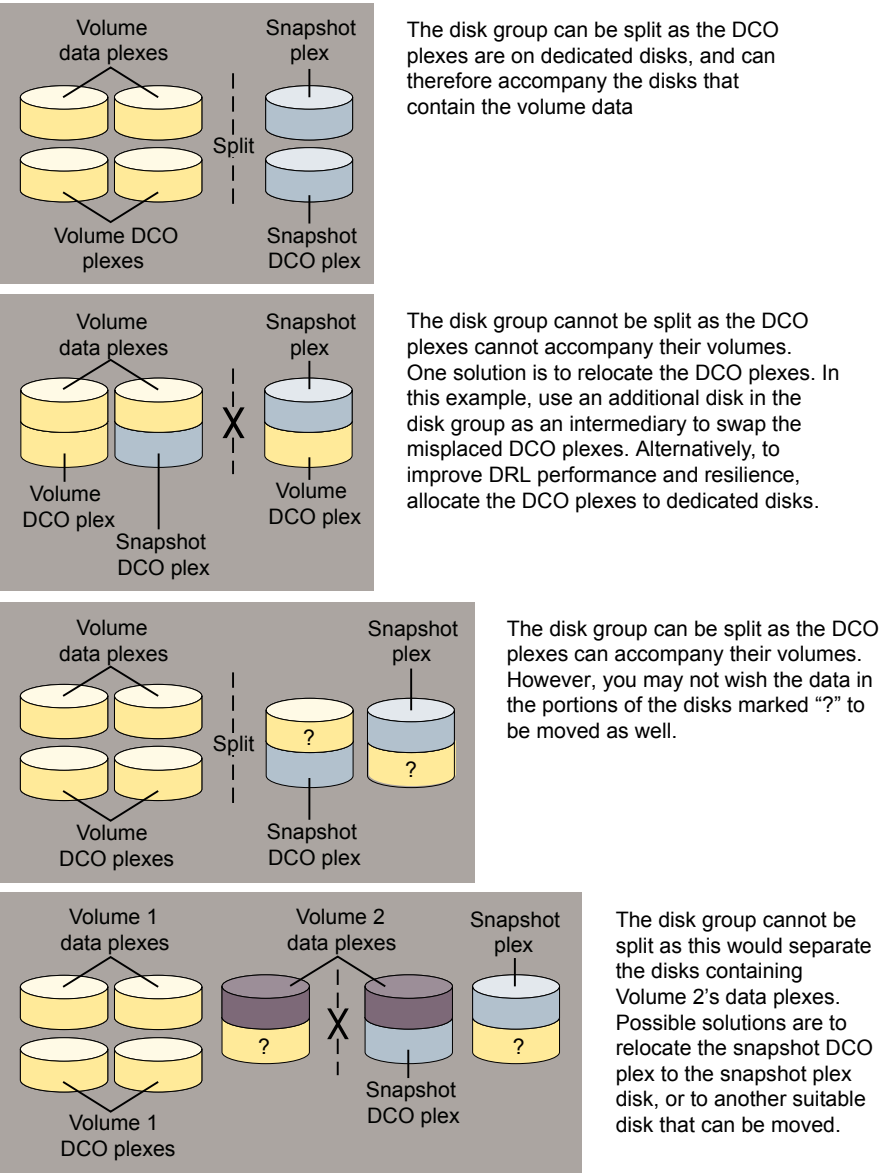 Volume
data plexes
Snapshot
plex
Split
Volume DCO
plexes
Snapshot
DCO plex
The disk group can be split as the DCO
plexes are on dedicated disks, and can
therefore accompany the disks that
contain the volume data
Volume
data plexes
Snapshot
plex
X
Volume
DCO plex
Snapshot
DCO plex
Volume
DCO plex
The disk group cannot be split as the DCO
plexes cannot accompany their volumes.
One solution is to relocate the DCO plexes. In
this example, use an additional disk in the
disk group as an intermediary to swap the
misplaced DCO plexes. Alternatively, to
improve DRL performance and resilience,
allocate the DCO plexes to dedicated disks.
Volume
data plexes
Snapshot
plex
Split
?
?
Volume
DCO plexes
Snapshot
DCO plex
The disk group can be split as the DCO
plexes can accompany their volumes.
However, you may not wish the data in
the portions of the disks marked “?” to
be moved as well.
Volume 1
data plexes
Volume 2
data plexes
Snapshot
plex
X
?
?
Snapshot
DCO plex
Volume 1
DCO plexes
The disk group cannot be
split as this would separate
the disks containing
Volume 2’s data plexes.
Possible solutions are to
relocate the snapshot DCO
plex to the snapshot plex
disk, or to another suitable
disk that can be moved.